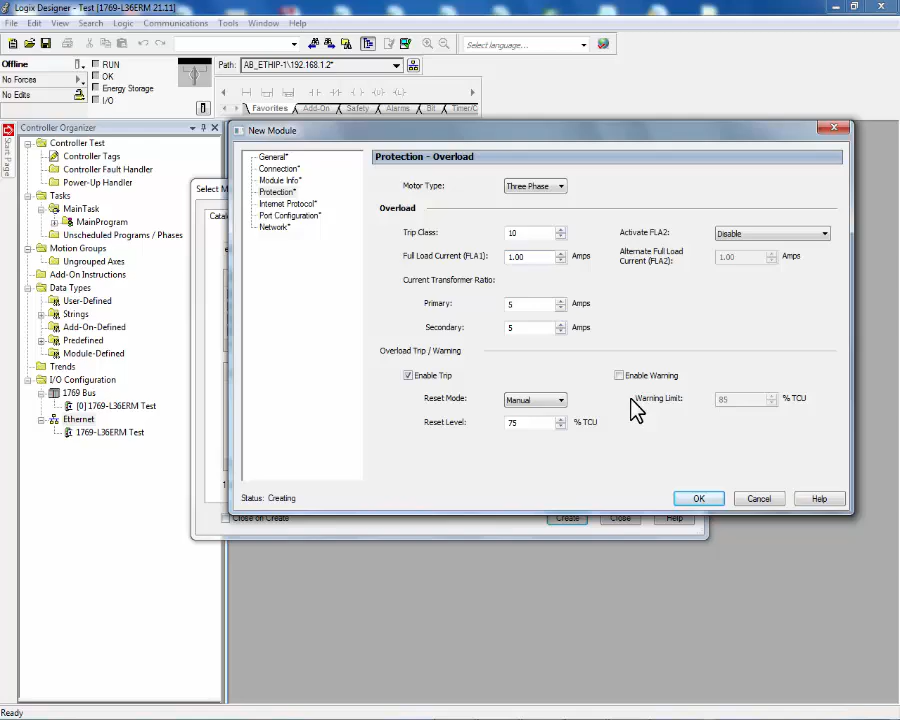 Logix Designer - Test [1769-L36ERM 21.11]
File Edit View Search Logic Communications Tools Window Help
Select language...
Offline
No Forces
No Edits
RUN
OK
Energy Storage
I/O
Path: AB_ETHIP-1\192.168.1.2*
Favorites Add-On Safety Alarms Bit Timer/C
Start Page
Controller Organizer
Controller Test
Controller Tags
Controller Fault Handler
Power-Up Handler
Tasks
MainTask
MainProgram
Unscheduled Programs / Phases
Motion Groups
Ungrouped Axes
Add-On Instructions
Data Types
User-Defined
Strings
Add-On-Defined
Predefined
Module-Defined
Trends
I/O Configuration
1769 Bus
[0] 1769-L36ERM Test
Ethernet
1769-L36ERM Test
Select M
Catal
New Module
General*
Connection*
Module Info*
Protection*
Internet Protocol*
Port Configuration*
Network*
Protection - Overload
Motor Type: Three Phase
Overload
Trip Class: 10 Activate FLA2: Disable
Full Load Current (FLA1): 1.00 Amps Alternate Full Load Current (FLA2): 1.00 Amps
Current Transformer Ratio:
Primary: 5 Amps
Secondary: 5 Amps
Overload Trip / Warning
Enable Trip Enable Warning
Reset Mode: Manual Warning Limit: 85 % TCU
Reset Level: 75 % TCU
Status: Creating
OK Cancel Help
Close on Create Create Close Help
Ready